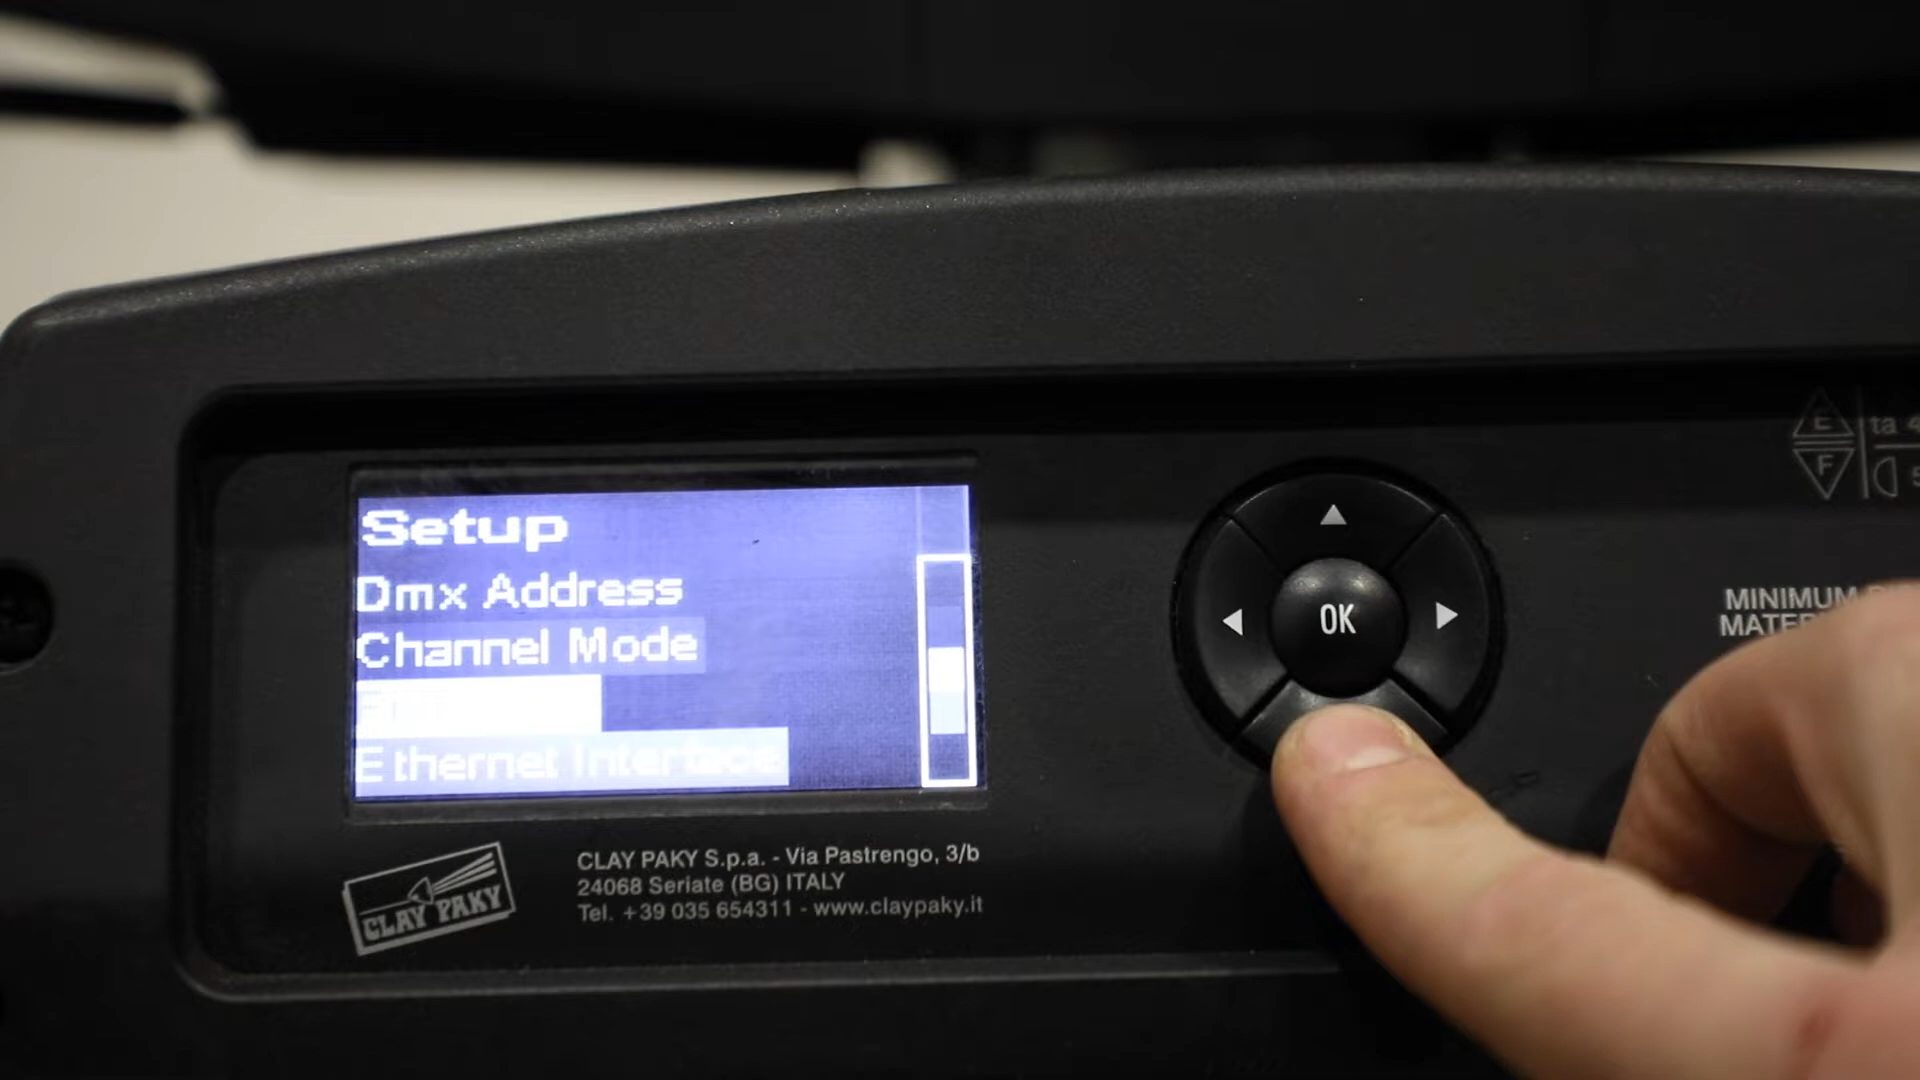 Setup
Dmx Address
Channel Mode
Ethernet Interface
CLAY PAKY
CLAY PAKY S.p.a. - Via Pastrengo, 3/b
24068 Seriate (BG) ITALY
Tel. +39 035 654311 - www.claypaky.it
OK
E
F
ta
MINIMUM